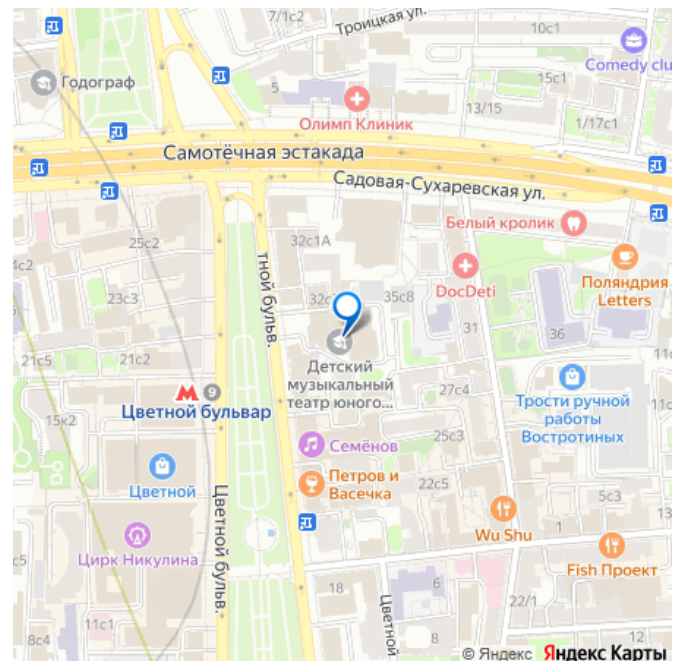 7/1с2
Троицкая ул.
10с1
Comedy clu
Годограф
5
15с1
Олимп Клиник
13/15
1/17с1
Самотёчная эстакада
Садовая-Сухаревская ул.
Белый кролик
25с2
32с1А
тной бульв.
4с2
DocDeti
Поляндрия
Letters
23с3
35с8
31
36
21с5
21с2
Детский
музыкальный
театр юного...
27с4
М
9
Цветной бульвар
Трости ручной
работы
Востротиных
15к2
11с
Семёнов
25с3
Цветной
Петров и
Васечка
22с5
5с3
Цветной бульв.
Wu Shu
1
Цирк Никулина
Fish Проект
с5
18
6
Цветной
22/1
11с1
8с4
8
12
© Яндекс Яндекс Карты